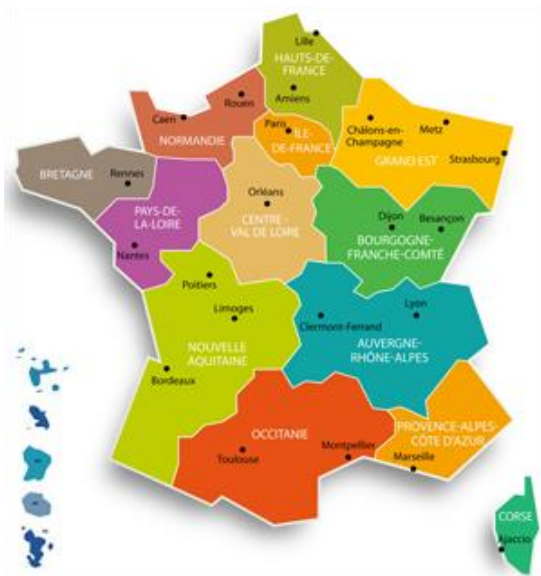 Lille
HAUTS-DE-
FRANCE
Amiens
Rouen
Caen
NORMANDIE
Paris
ÎLE-
DE-FRANCE
Châlons-en-
Champagne
Metz
Strasbourg
GRAND EST
BRETAGNE
Rennes
PAYS-DE-
LA-LOIRE
Nantes
Orléans
CENTRE-
VAL DE LOIRE
Dijon
Besançon
BOURGOGNE-
FRANCHE-COMTÉ
Poitiers
Limoges
NOUVELLE
AQUITAINE
Bordeaux
Lyon
Clermont-Ferrand
AUVERGNE-
RHÔNE-ALPES
OCCITANIE
Toulouse
Montpellier
PROVENCE-ALPES-
CÔTE D'AZUR
Marseille
CORSE
Ajaccio